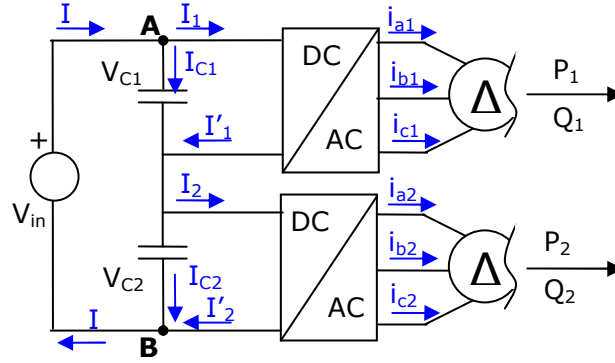 I
A
I1
ia1
VC1
IC1
DC
ib1
Δ
P1
+
I'1
AC
ic1
Q1
Vin
I2
DC
ia2
VC2
IC2
ib2
Δ
P2
I
I'2
AC
ic2
Q2
B